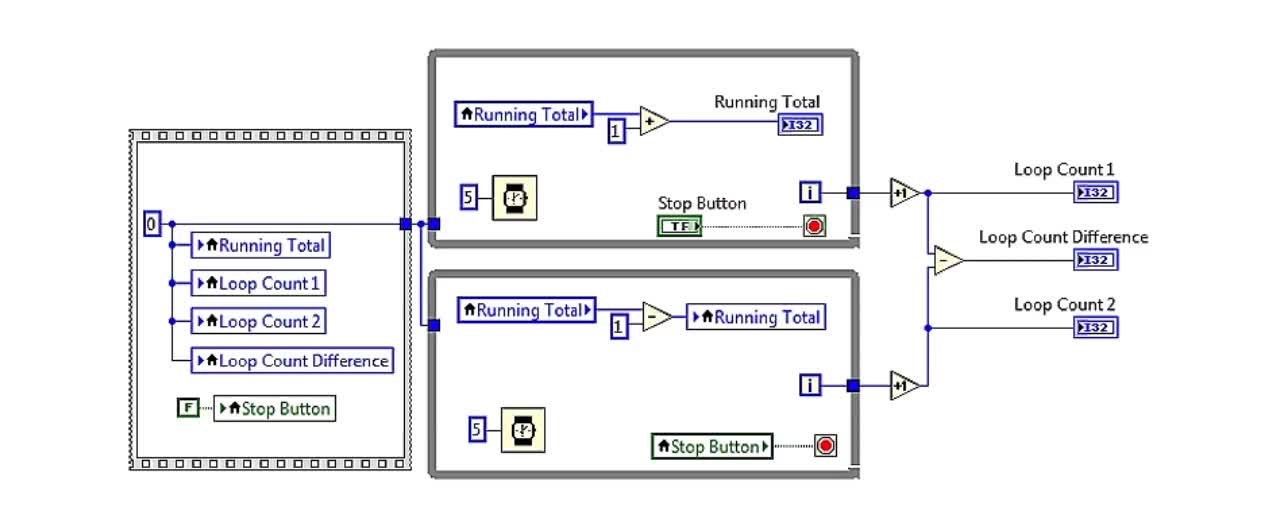 0
Running Total
Loop Count 1
Loop Count 2
Loop Count Difference
F
Stop Button
Running Total
1
+
Running Total
I32
5
i
+1
Loop Count 1
I32
Stop Button
TF
Loop Count Difference
-
I32
Running Total
1
-
Running Total
Loop Count 2
I32
i
+1
5
Stop Button